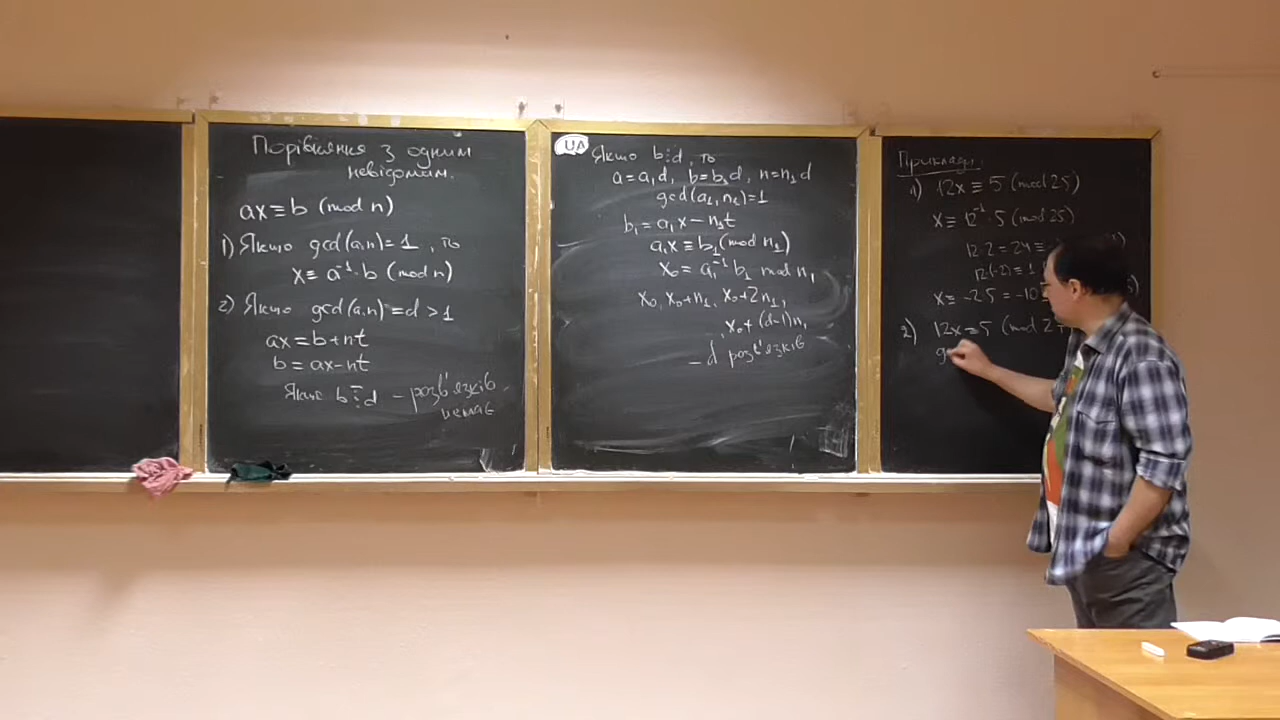 Порівняння з одним
невідомим.
ax ≡ b (mod n)
1) Якщо gcd(a,n)=1, то
x ≡ a⁻¹·b (mod n)
2) Якщо gcd(a,n)=d >1
ax=b+nt
b=ax-nt
Якщо b⋮̅d – розв'язків
немає
UA
Якщо b⋮d, то
a=a₁d, b=b₁d, n=n₁d
gcd(a₁,n₁)=1
b₁=a₁x-n₁t
a₁x≡b₁(mod n₁)
x₀=a₁⁻¹b₁ mod n₁
x₀, x₀+n₁, x₀+2n₁,
, x₀+(d-1)n₁
– d розв'язків
Приклади.
1) 12x ≡ 5 (mod 25)
x ≡ 12⁻¹·5 (mod 25)
12·2=24≡
12·(-2)≡1
x ≡ -2·5=-10
2) 12x≡5 (mod 2
g